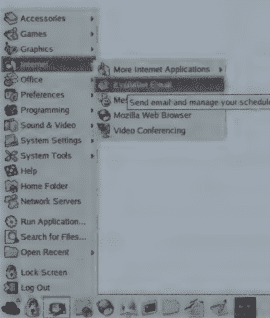 Accessories
Games
Graphics
Internet
Office
Preferences
Programming
Sound & Video
System Settings
System Tools
Help
Home Folder
Network Servers
Run Application...
Search for Files...
Open Recent
Lock Screen
Log Out
More Internet Applications
Evolution Email
Send email and manage your schedule
Mozilla Web Browser
Video Conferencing